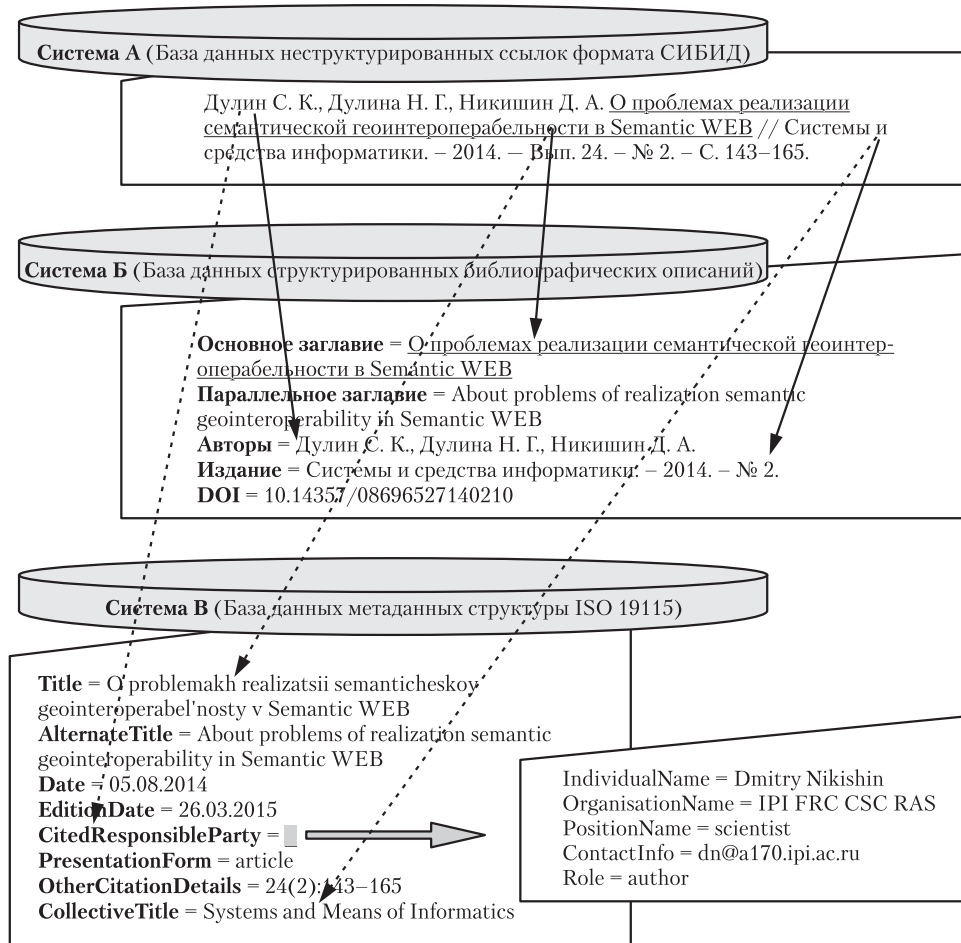 Система А (База данных неструктурированных ссылок формата СИБИД)
Дулин С. К., Дулина Н. Г., Никишин Д. А. О проблемах реализации
семантической геоинтероперабельности в Semantic WEB // Системы и
средства информатики. – 2014. — Вып. 24. – № 2. – С. 143–165.
Система Б (База данных структурированных библиографических описаний)
Основное заглавие = О проблемах реализации семантической геоинтер-
операбельности в Semantic WEB
Параллельное заглавие = About problems of realization semantic
geointeroperability in Semantic WEB
Авторы = Дулин С. К., Дулина Н. Г., Никишин Д. А.
Издание = Системы и средства информатики. – 2014. – № 2.
DOI = 10.14357/08696527140210
Система В (База данных метаданных структуры ISO 19115)
Title = O problemakh realizatsii semanticheskoy
geointeroperabel'nosty v Semantic WEB
AlternateTitle = About problems of realization semantic
geointeroperability in Semantic WEB
Date = 05.08.2014
EditionDate = 26.03.2015
CitedResponsibleParty =
PresentationForm = article
OtherCitationDetails = 24(2):143–165
CollectiveTitle = Systems and Means of Informatics
IndividualName = Dmitry Nikishin
OrganisationName = IPI FRC CSC RAS
PositionName = scientist
ContactInfo = dn@a170.ipi.ac.ru
Role = author